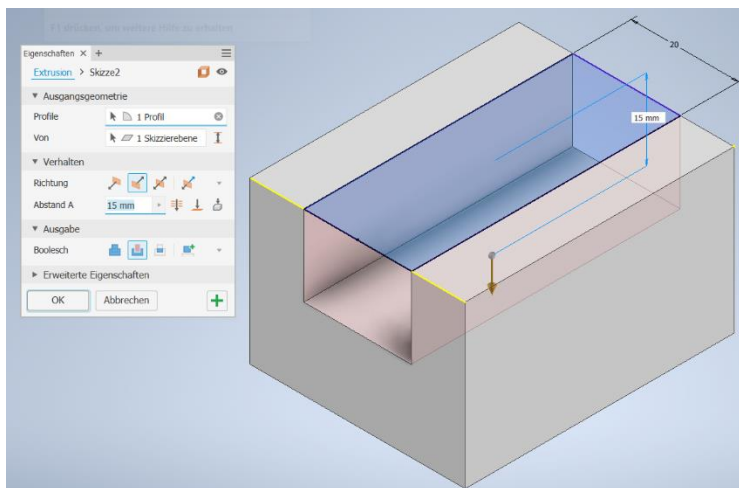 F1 drücken, um weitere Hilfe zu erhalten
Eigenschaften × +
Extrusion > Skizze2
Ausgangsgeometrie
Profile 1 Profil
Von 1 Skizzierebene
Verhalten
Richtung
Abstand A 15 mm
Ausgabe
Boolesch
Erweiterte Eigenschaften
OK Abbrechen +
20
15 mm